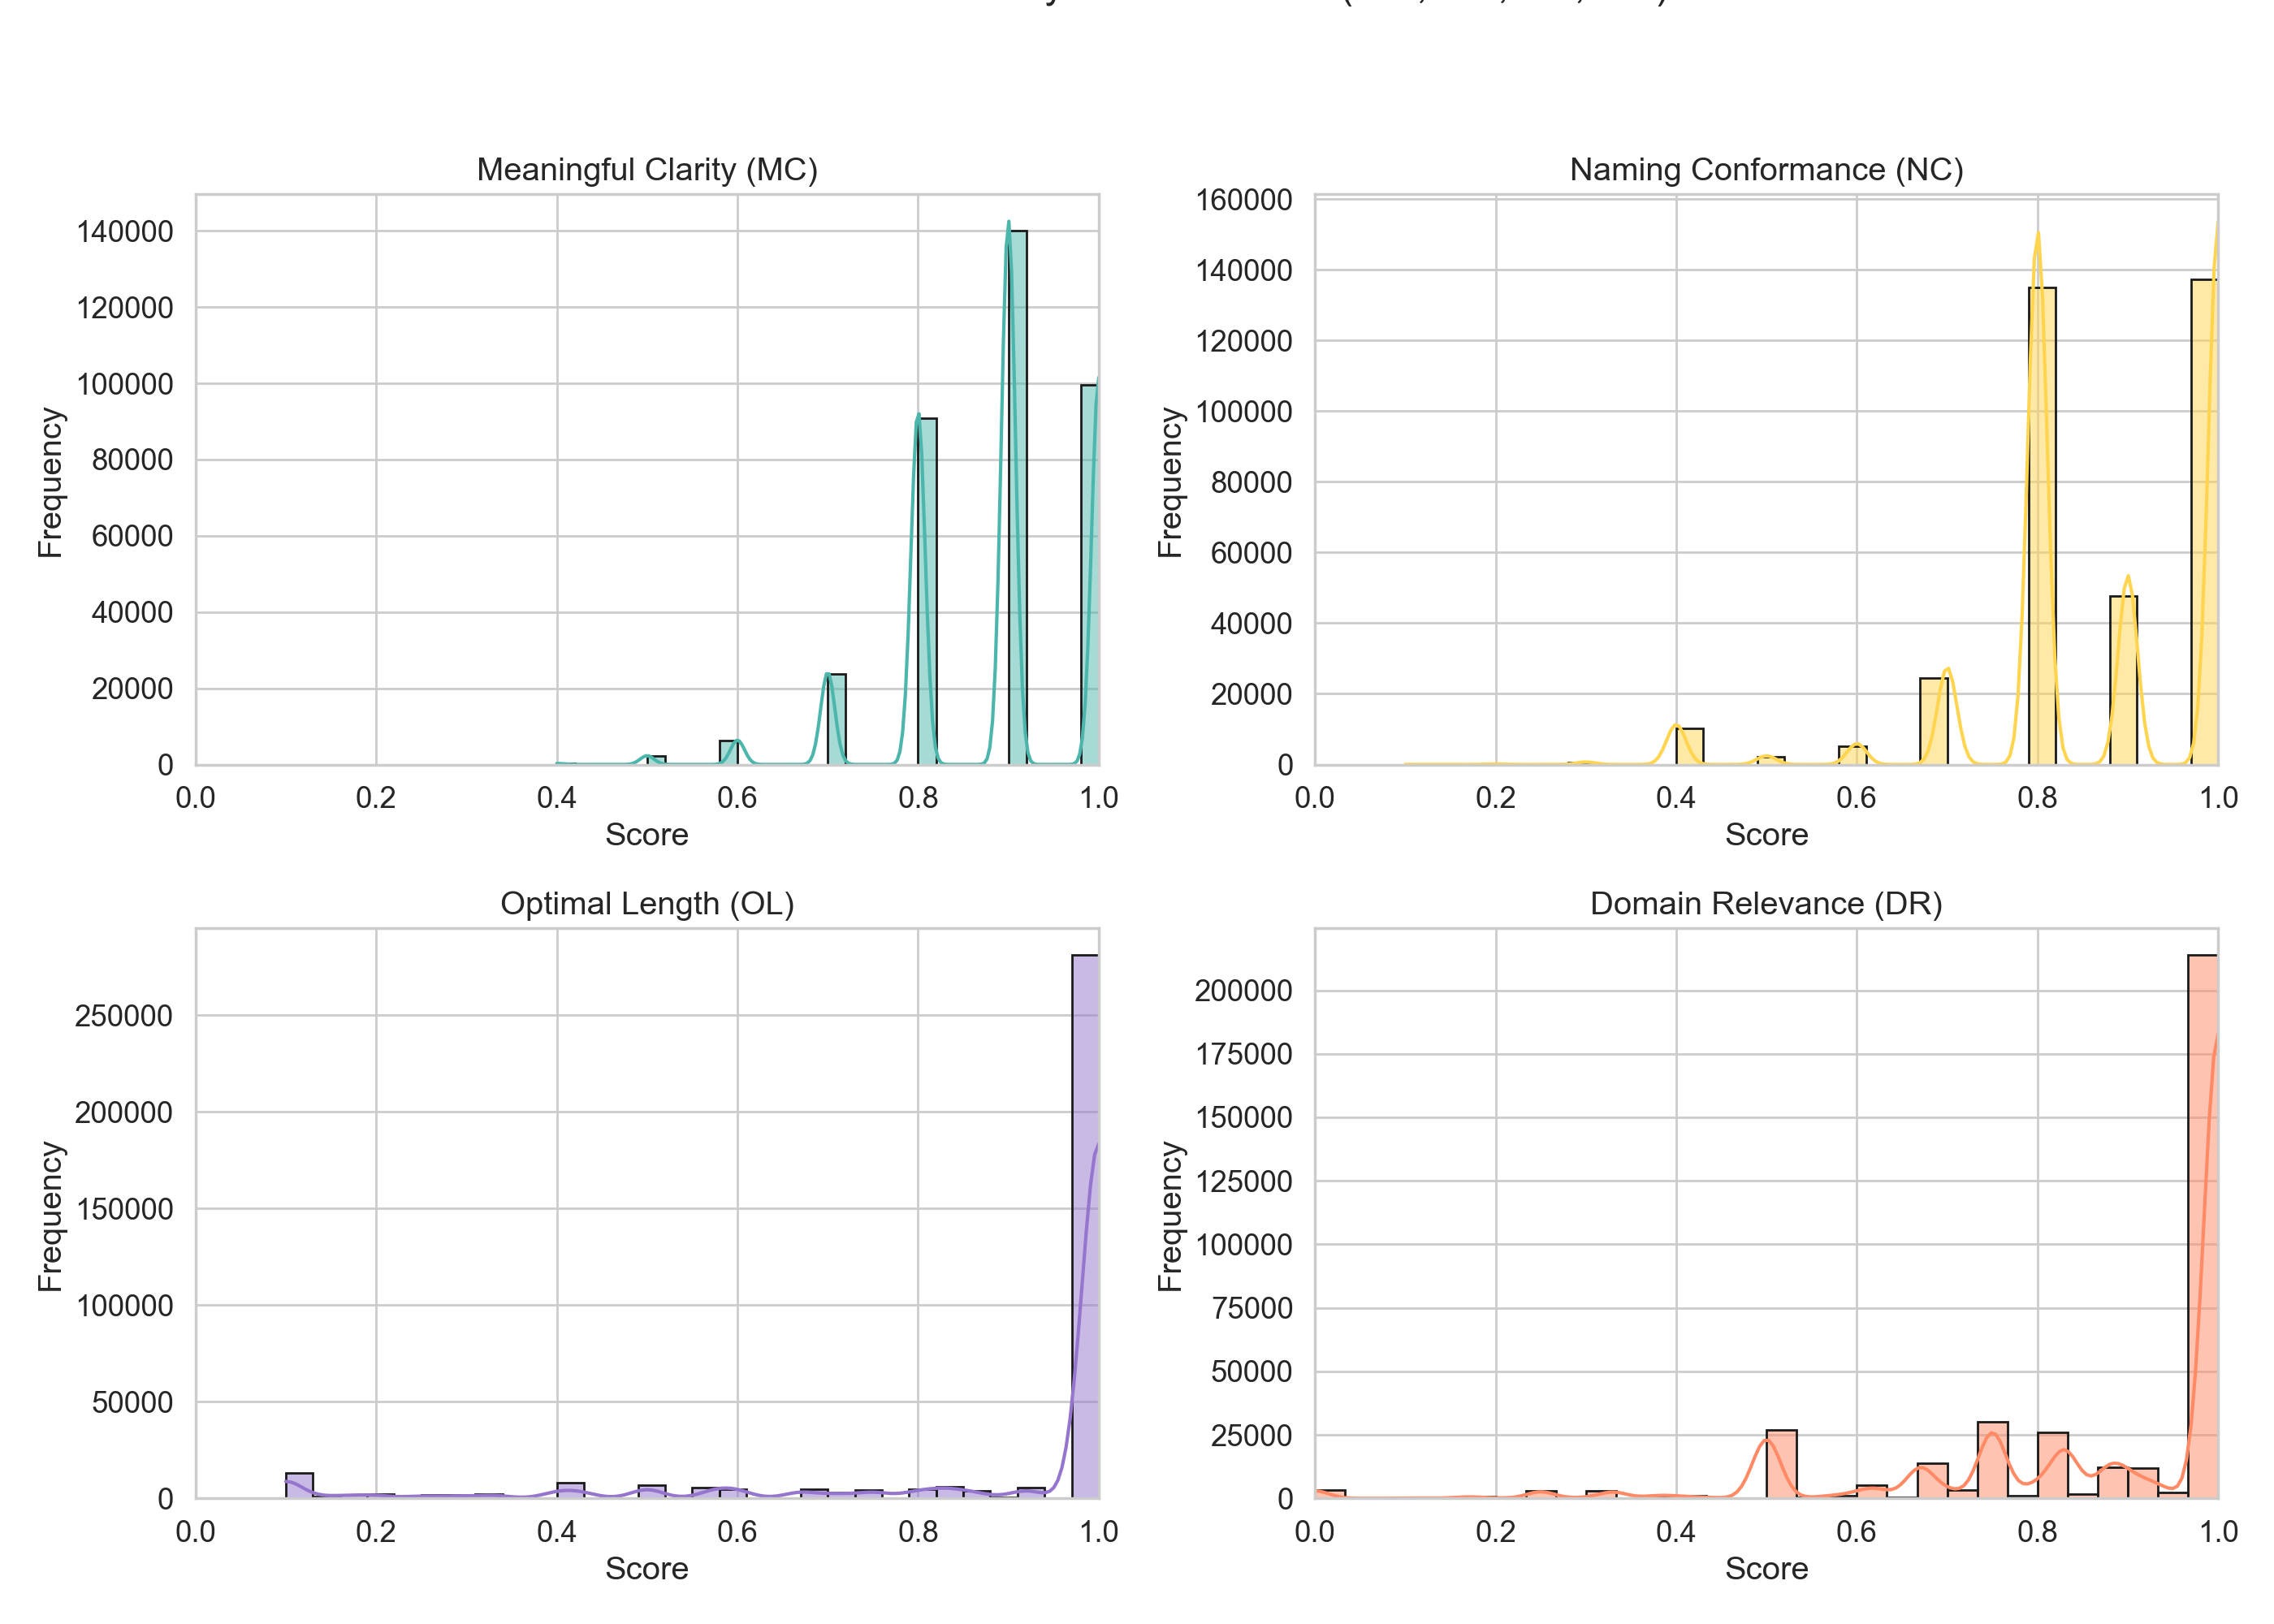 Meaningful Clarity (MC)
140000
120000
100000
80000
60000
40000
20000
0
Frequency
0.0 0.2 0.4 0.6 0.8 1.0
Score
Naming Conformance (NC)
160000
140000
120000
100000
80000
60000
40000
20000
0
Frequency
0.0 0.2 0.4 0.6 0.8 1.0
Score
Optimal Length (OL)
250000
200000
150000
100000
50000
0
Frequency
0.0 0.2 0.4 0.6 0.8 1.0
Score
Domain Relevance (DR)
200000
175000
150000
125000
100000
75000
50000
25000
0
Frequency
0.0 0.2 0.4 0.6 0.8 1.0
Score